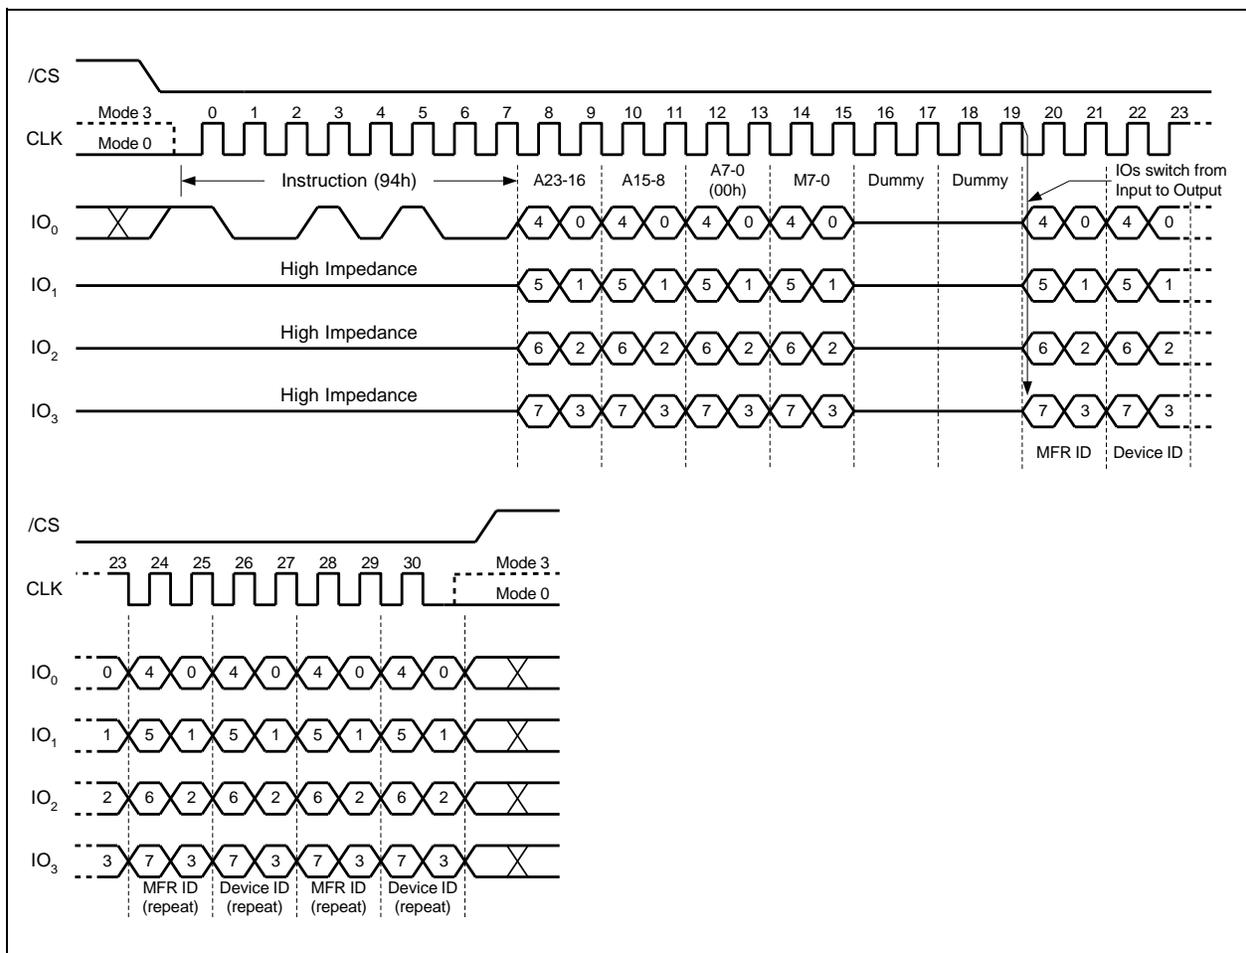 /CS
Mode 3 0 1 2 3 4 5 6 7 8 9 10 11 12 13 14 15 16 17 18 19 20 21 22 23
CLK Mode 0
Instruction (94h) A23-16 A15-8 A7-0 (00h) M7-0 Dummy Dummy IOs switch from Input to Output
IO0 4 0 4 0 4 0 4 0 4 0 4 0
High Impedance
IO1 5 1 5 1 5 1 5 1 5 1 5 1
High Impedance
IO2 6 2 6 2 6 2 6 2 6 2 6 2
High Impedance
IO3 7 3 7 3 7 3 7 3 7 3 7 3
MFR ID Device ID
/CS
23 24 25 26 27 28 29 30 Mode 3
CLK Mode 0
IO0 0 4 0 4 0 4 0 4 0
IO1 1 5 1 5 1 5 1 5 1
IO2 2 6 2 6 2 6 2 6 2
IO3 3 7 3 7 3 7 3 7 3
MFR ID Device ID MFR ID Device ID
(repeat) (repeat) (repeat) (repeat)